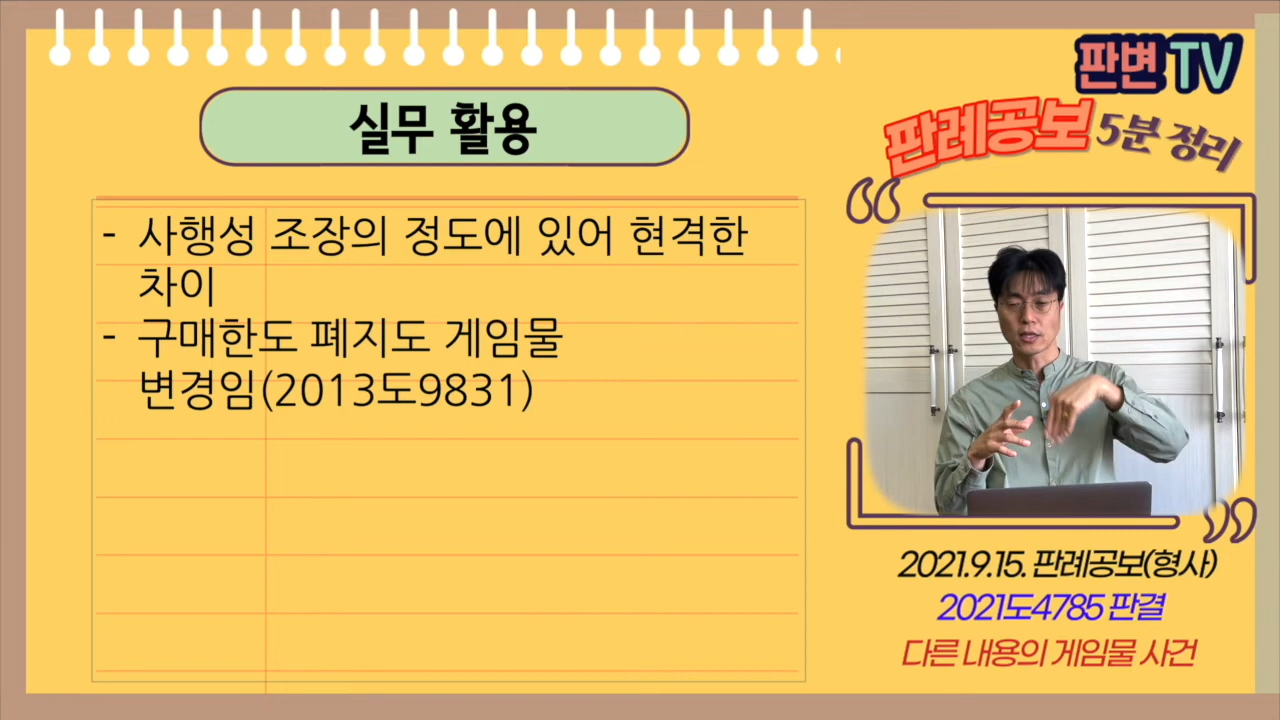 실무 활용
- 사행성 조장의 정도에 있어 현격한
차이
- 구매한도 폐지도 게임물
변경임(2013도9831)
판변 TV
판례공보 5분 정리
2021.9.15. 판례공보(형사)
2021도4785 판결
다른 내용의 게임물 사건